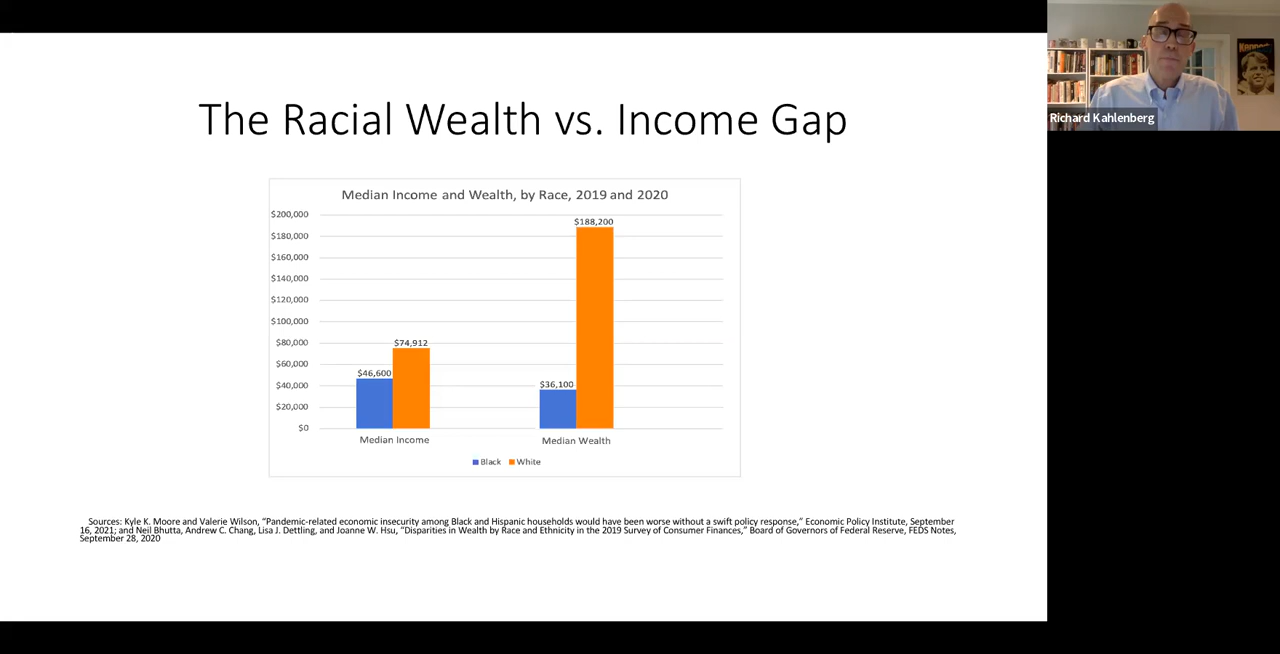 The Racial Wealth vs. Income Gap
Median Income and Wealth, by Race, 2019 and 2020
$200,000
$180,000
$160,000
$140,000
$120,000
$100,000
$80,000
$60,000
$40,000
$20,000
$0
$46,600
$74,912
$36,100
$188,200
Median Income
Median Wealth
Black
White
Sources: Kyle K. Moore and Valerie Wilson, “Pandemic-related economic insecurity among Black and Hispanic households would have been worse without a swift policy response,” Economic Policy Institute, September
16, 2021; and Neil Bhutta, Andrew C. Chang, Lisa J. Dettling, and Joanne W. Hsu, “Disparities in Wealth by Race and Ethnicity in the 2019 Survey of Consumer Finances,” Board of Governors of Federal Reserve, FEDS Notes,
September 28, 2020
Richard Kahlenberg